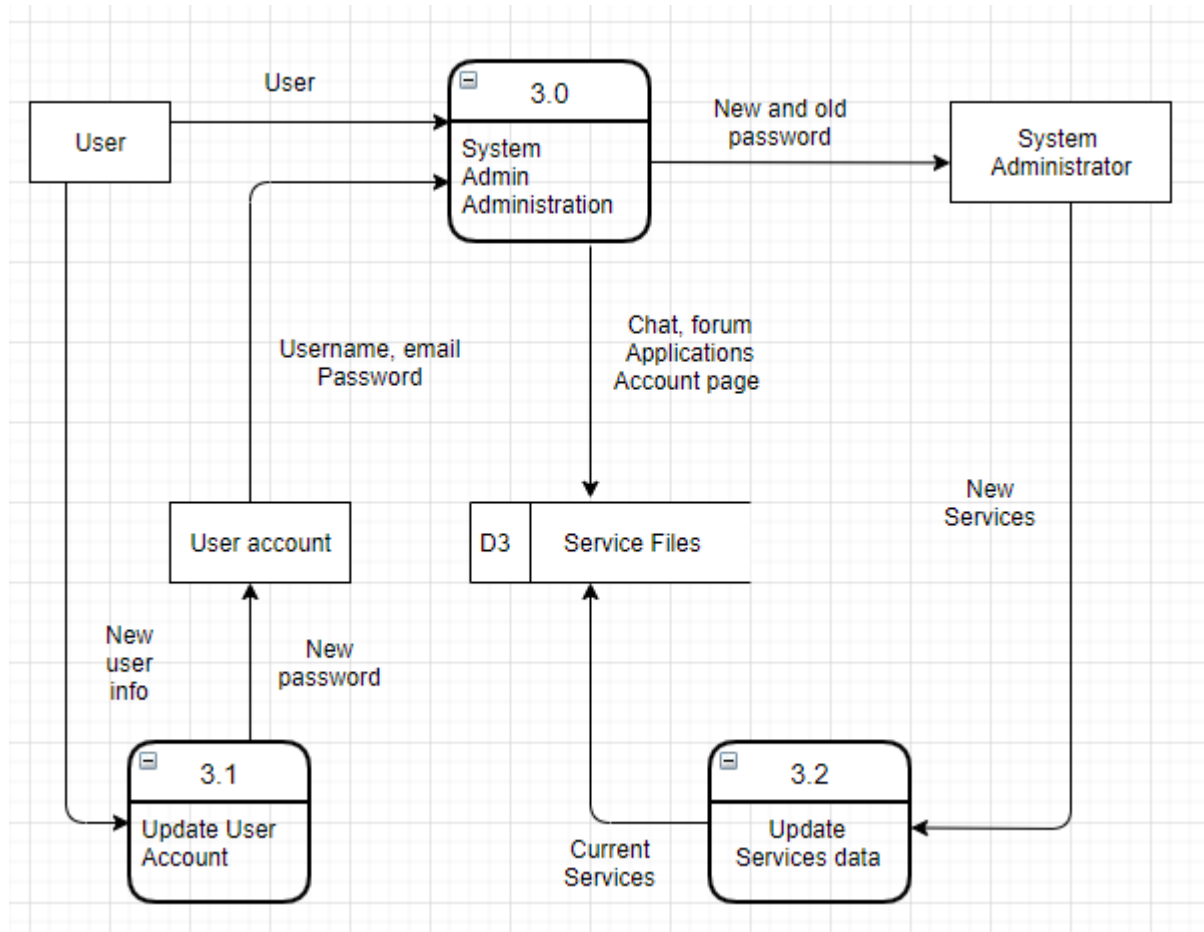 User
3.0
New and old
password
User
System
Admin
Administration
System
Administrator
Username, email
Password
Chat, forum
Applications
Account page
New
Services
User account
D3
Service Files
New
user
info
New
password
3.1
Update User
Account
Current
Services
3.2
Update
Services data